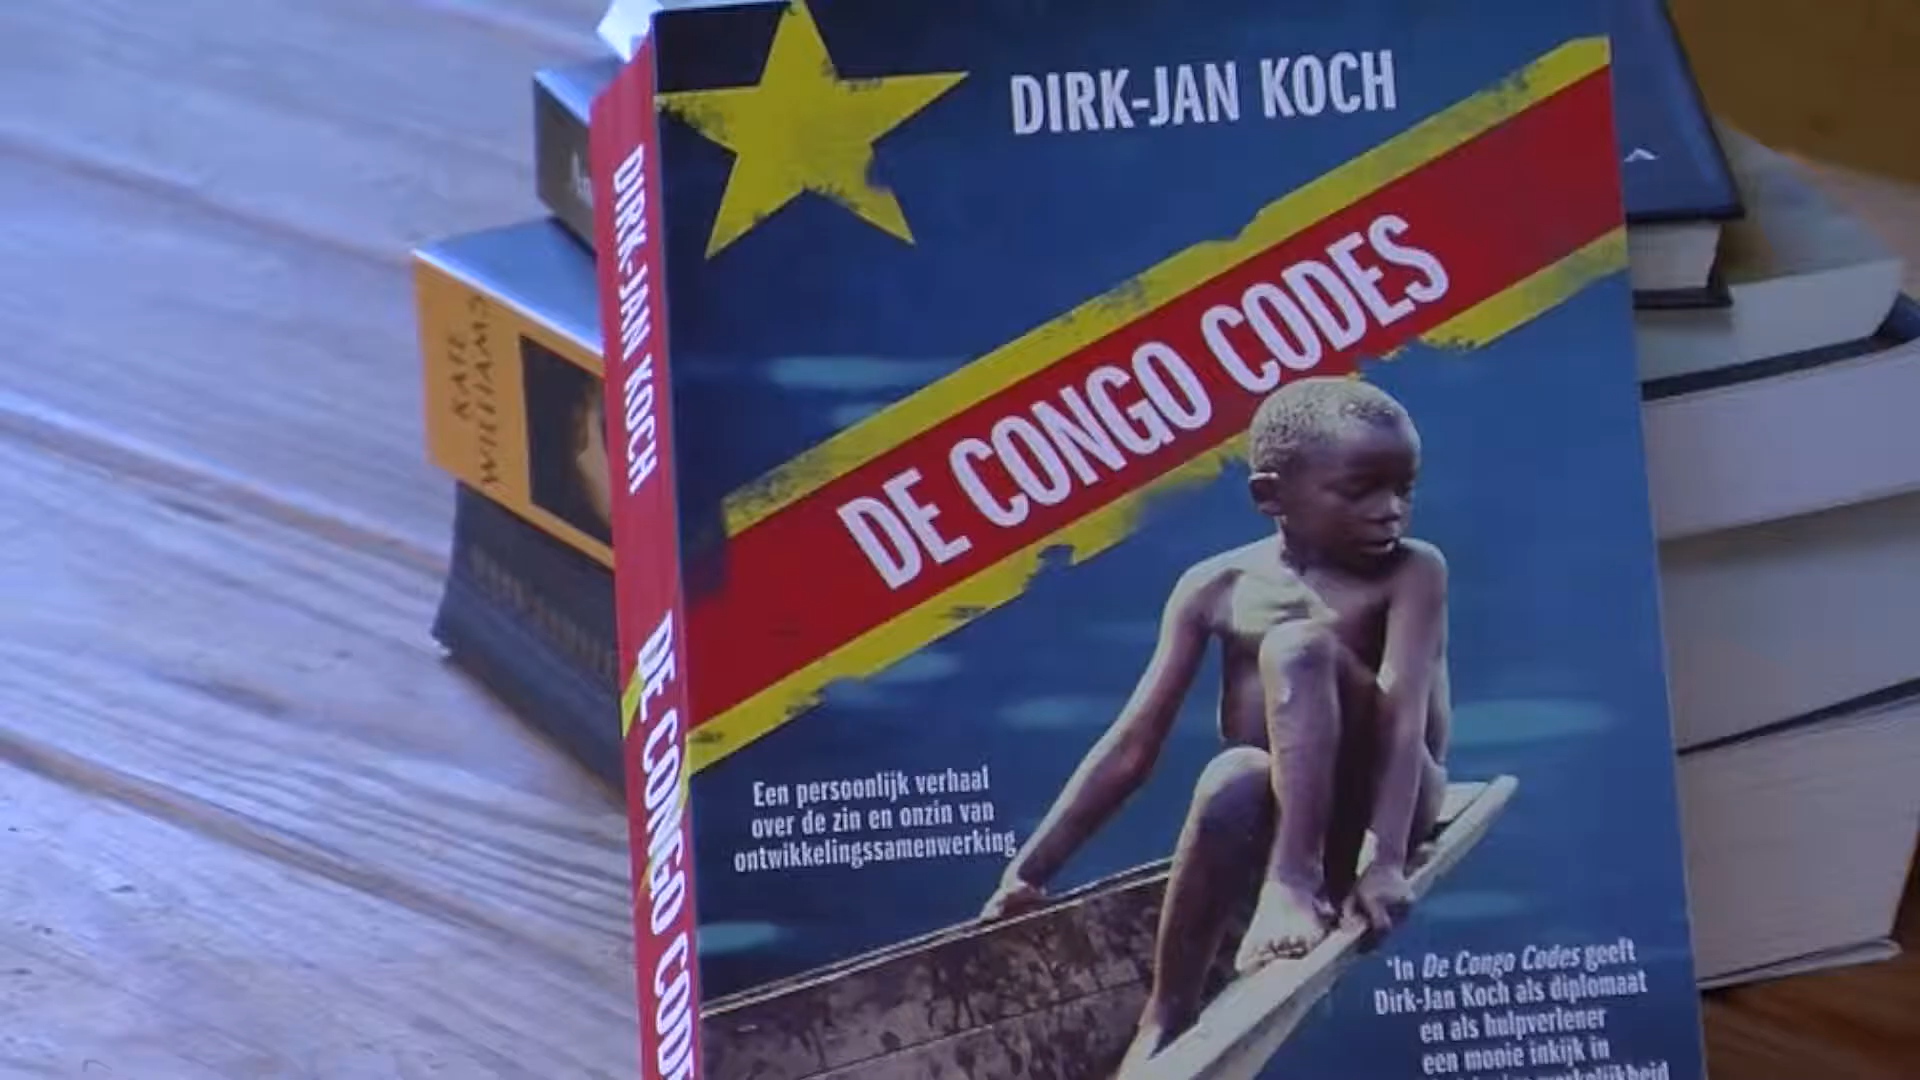 DIRK-JAN KOCH
DE CONGO CODES
Een persoonlijk verhaal
over de zin en onzin van
ontwikkelingssamenwerking
'In De Congo Codes geeft
Dirk-Jan Koch als diplomaat
en als hulpverlener
een mooie inkijk in
werkelijkheid
DIRK-JAN KOCH
DE CONGO CODE
KATE
WILLIAMS
An